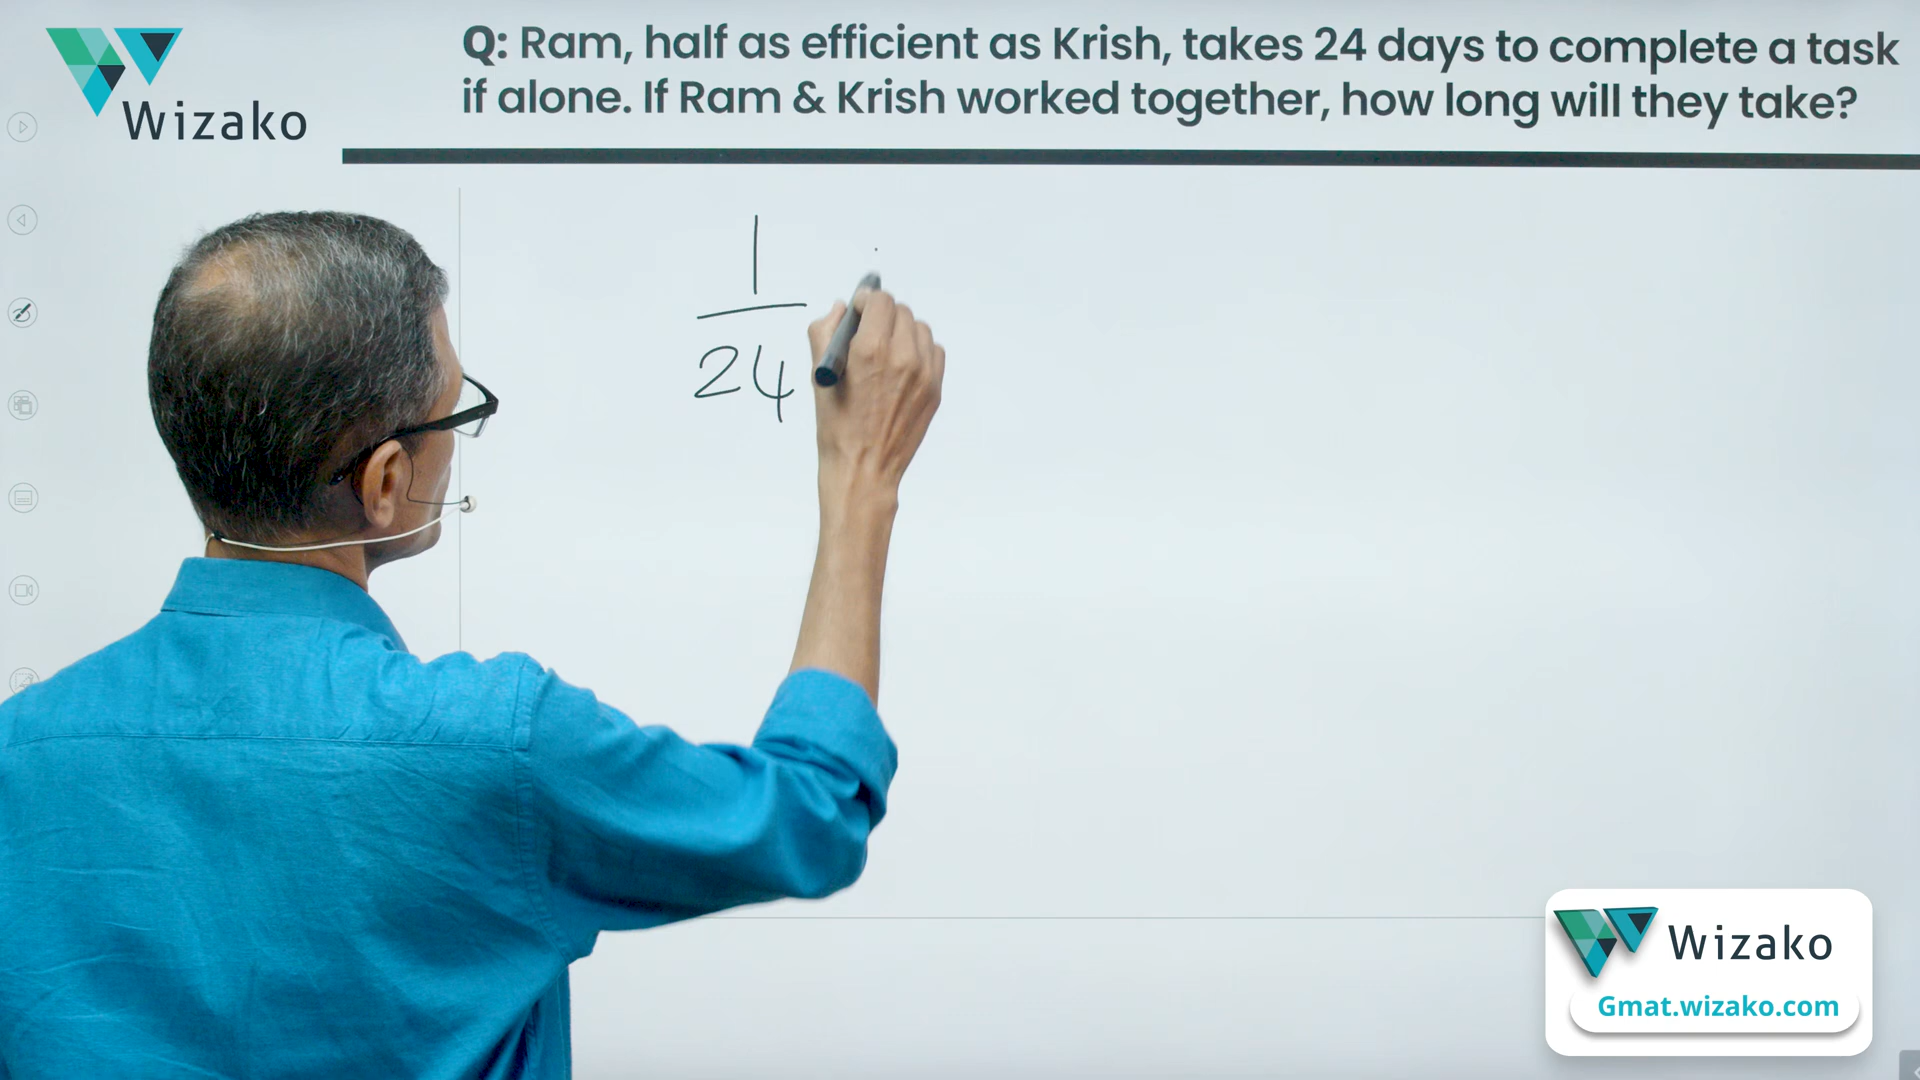 Q: Ram, half as efficient as Krish, takes 24 days to complete a task
if alone. If Ram & Krish worked together, how long will they take?
Wizako
1
24
Wizako
Gmat.wizako.com